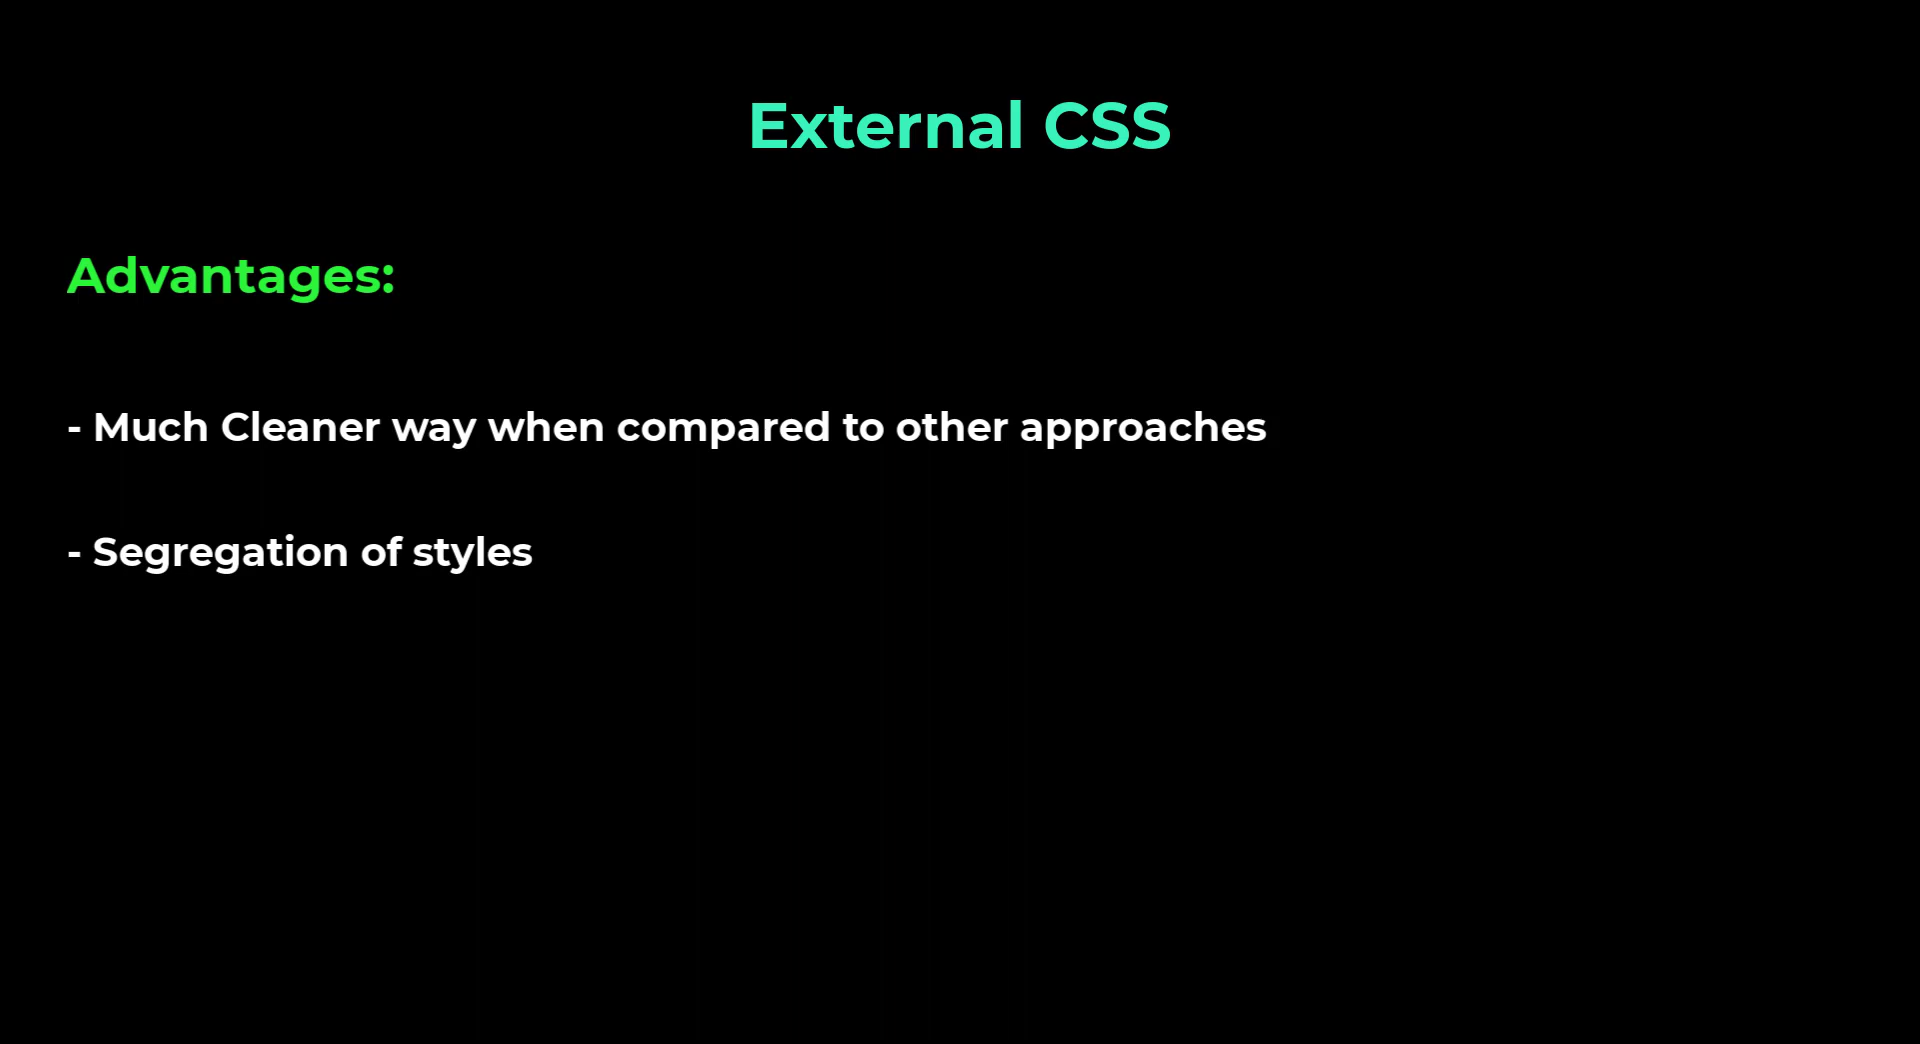 External CSS
Advantages:
- Much Cleaner way when compared to other approaches
- Segregation of styles